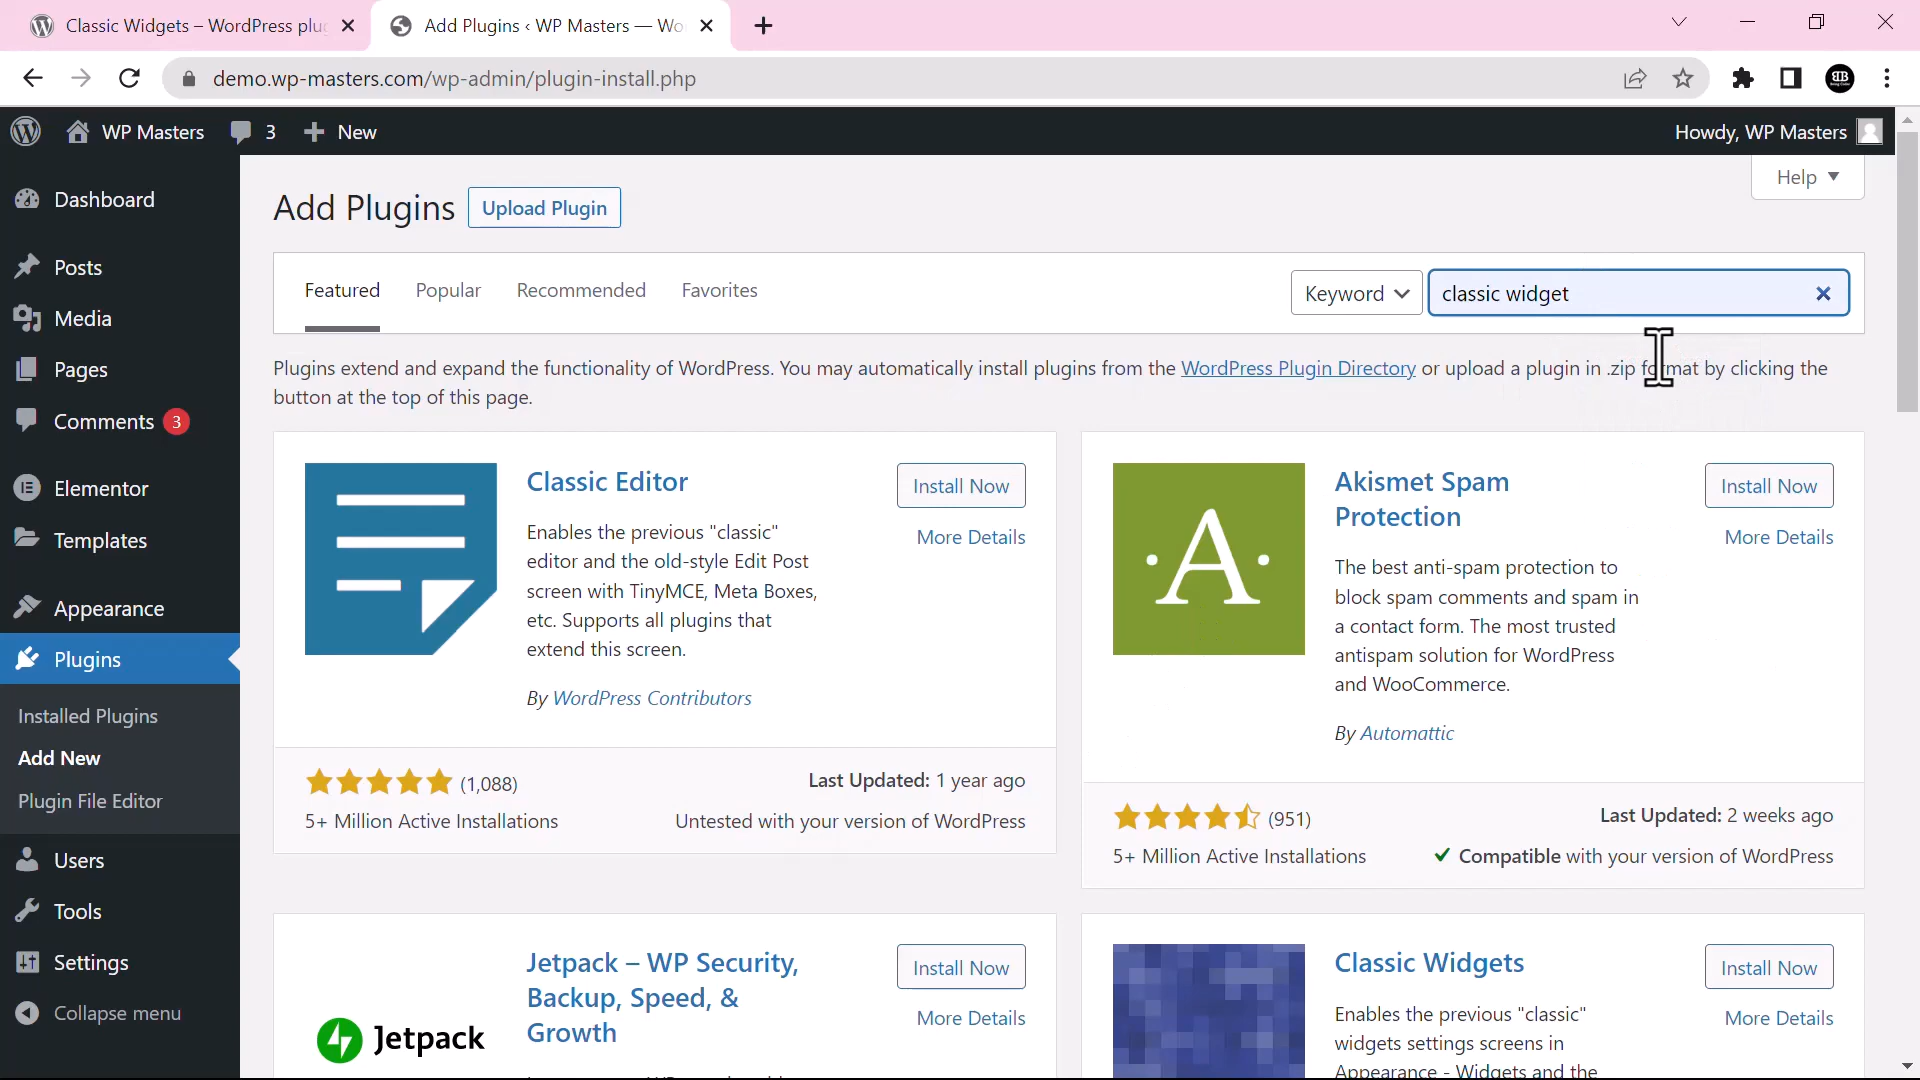 Classic Widgets – WordPress plu
Add Plugins ‹ WP Masters — Wo
demo.wp-masters.com/wp-admin/plugin-install.php
WP Masters
3
New
Howdy, WP Masters
Help
Dashboard
Posts
Media
Pages
Comments 3
Elementor
Templates
Appearance
Plugins
Installed Plugins
Add New
Plugin File Editor
Users
Tools
Settings
Collapse menu
Add Plugins
Upload Plugin
Featured
Popular
Recommended
Favorites
Keyword
classic widget
Plugins extend and expand the functionality of WordPress. You may automatically install plugins from the WordPress Plugin Directory or upload a plugin in .zip format by clicking the
button at the top of this page.
Classic Editor
Install Now
More Details
Enables the previous "classic"
editor and the old-style Edit Post
screen with TinyMCE, Meta Boxes,
etc. Supports all plugins that
extend this screen.
By WordPress Contributors
(1,088)
5+ Million Active Installations
Last Updated: 1 year ago
Untested with your version of WordPress
A
Akismet Spam
Protection
Install Now
More Details
The best anti-spam protection to
block spam comments and spam in
a contact form. The most trusted
antispam solution for WordPress
and WooCommerce.
By Automattic
(951)
5+ Million Active Installations
Last Updated: 2 weeks ago
Compatible with your version of WordPress
Jetpack
Jetpack – WP Security,
Backup, Speed, &
Growth
Install Now
More Details
Classic Widgets
Install Now
More Details
Enables the previous "classic"
widgets settings screens in
Appearance - Widgets and the